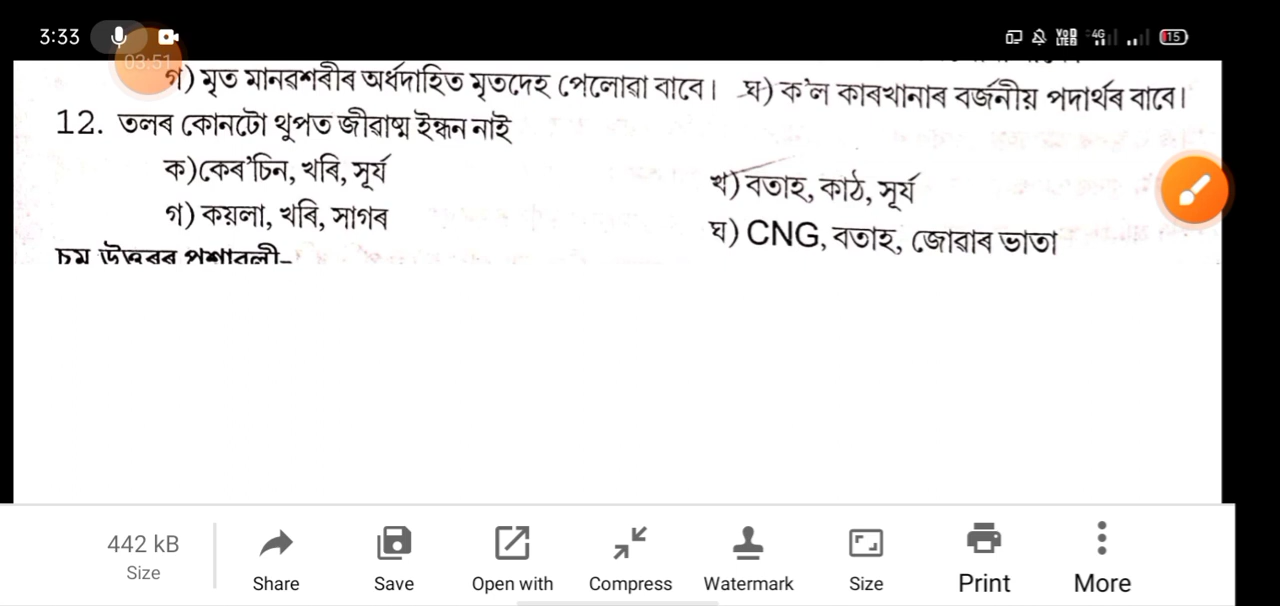 3:33
4G
15
03:51
গ) মৃত মানৱশৰীৰ অৰ্ধদাহিত মৃতদেহ পেলোৱা বাবে। ঘ) ক'ল কাৰখানাৰ বৰ্জনীয় পদাৰ্থৰ বাবে।
12. তলৰ কোনটো থুপত জীৱাষ্ম ইন্ধন নাই
ক)কেৰ'চিন, খৰি, সূৰ্য
খ) বতাহ, কাঠ, সূৰ্য
গ) কয়লা, খৰি, সাগৰ
ঘ) CNG, বতাহ, জোৱাৰ ভাতা
442 kB
Size
Share
Save
Open with
Compress
Watermark
Size
Print
More